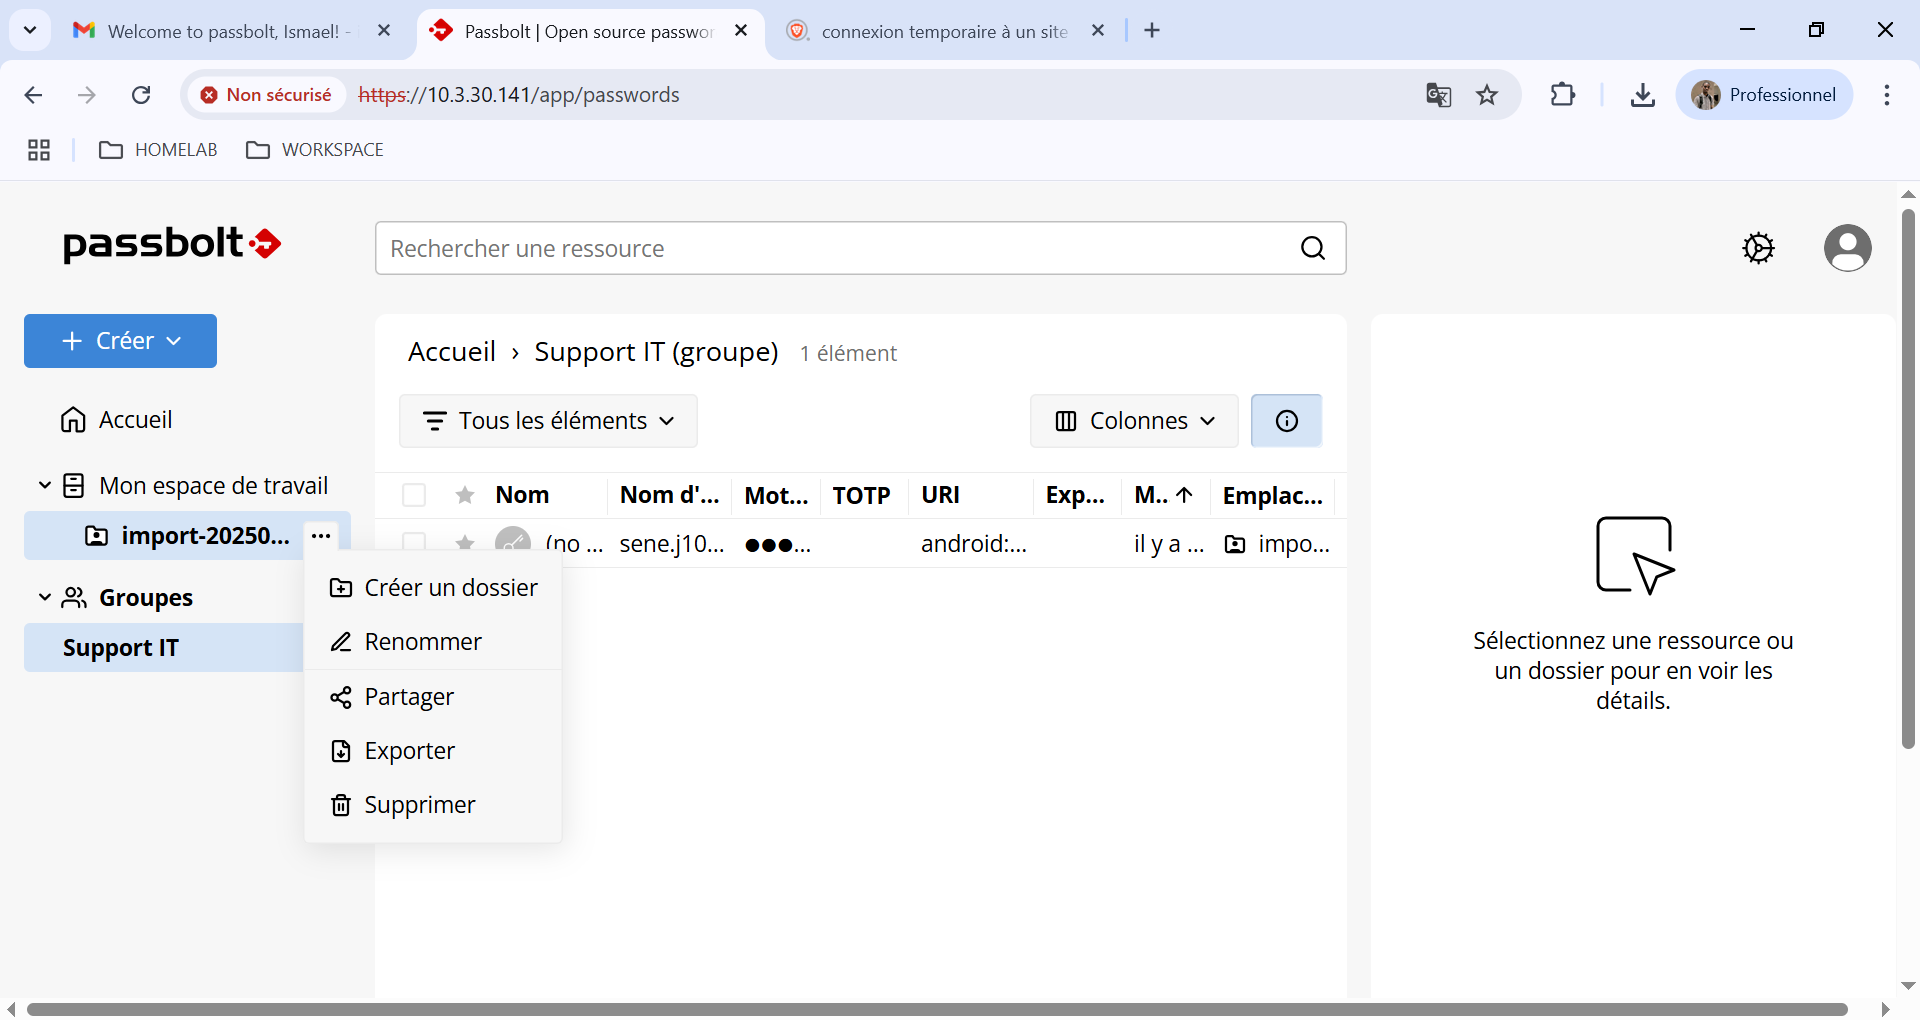 Welcome to passbolt, Ismael! -
Passbolt | Open source passwor
connexion temporaire à un site
Non sécurisé
https://10.3.30.141/app/passwords
Professionnel
HOMELAB
WORKSPACE
passbolt
Rechercher une ressource
Créer
Accueil
Mon espace de travail
import-20250...
Groupes
Support IT
Accueil › Support IT (groupe) 1 élément
Tous les éléments
Colonnes
Nom Nom d'... Mot... TOTP URI Exp... M.. Emplac...
(no ... sene.j10... ●●●... android:... il y a ... impo...
Créer un dossier
Renommer
Partager
Exporter
Supprimer
Sélectionnez une ressource ou
un dossier pour en voir les
détails.